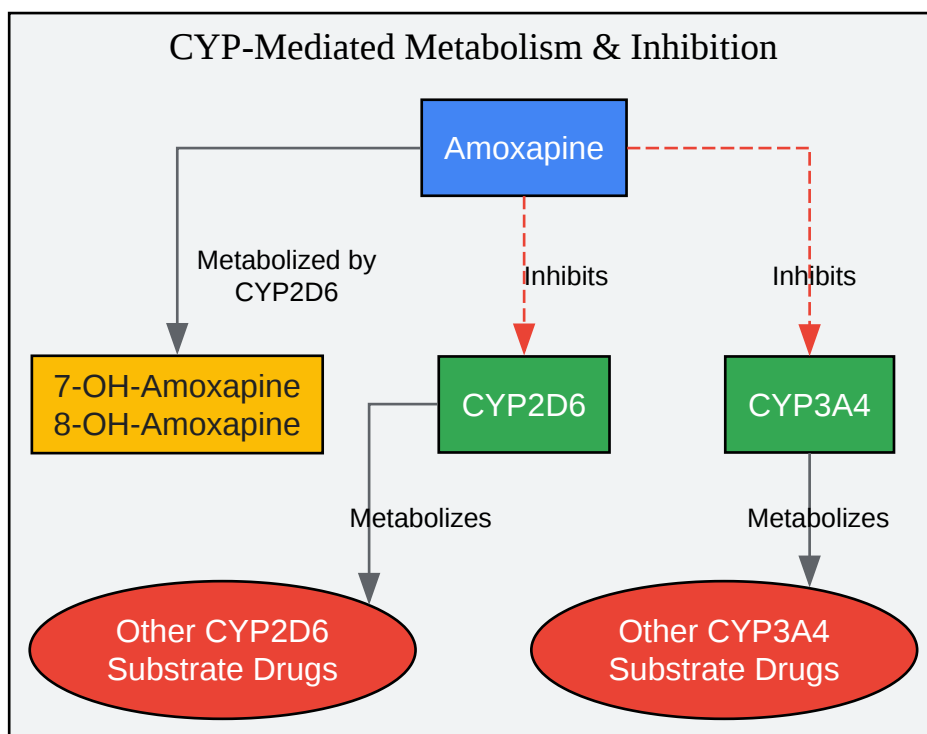 CYP-Mediated Metabolism & Inhibition
Amoxapine
Metabolized by
CYP2D6
Inhibits
Inhibits
7-OH-Amoxapine
8-OH-Amoxapine
CYP2D6
CYP3A4
Metabolizes
Metabolizes
Other CYP2D6
Substrate Drugs
Other CYP3A4
Substrate Drugs